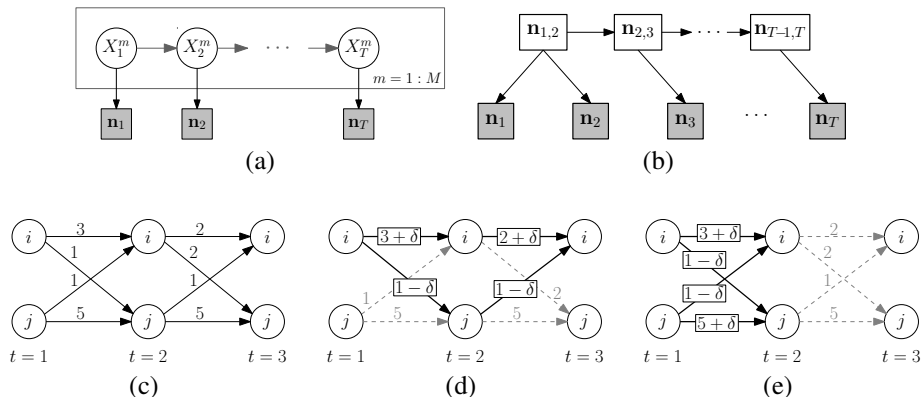 X_1^m X_2^m · · · X_T^m
m = 1 : M
n_1 n_2 n_T
(a)
n_{1,2} n_{2,3} · · · n_{T−1,T}
n_1 n_2 n_3 · · · n_T
(b)
i 3 i 2 i
1 2
1 1
j 5 j 5 j
t = 1 t = 2 t = 3
(c)
i 3 + δ i 2 + δ i
1 − δ 1 − δ
1 2
j 5 j 5 j
t = 1 t = 2 t = 3
(d)
i 3 + δ i 2 i
1 − δ 2
1 − δ 1
j 5 + δ j 5 j
t = 1 t = 2 t = 3
(e)